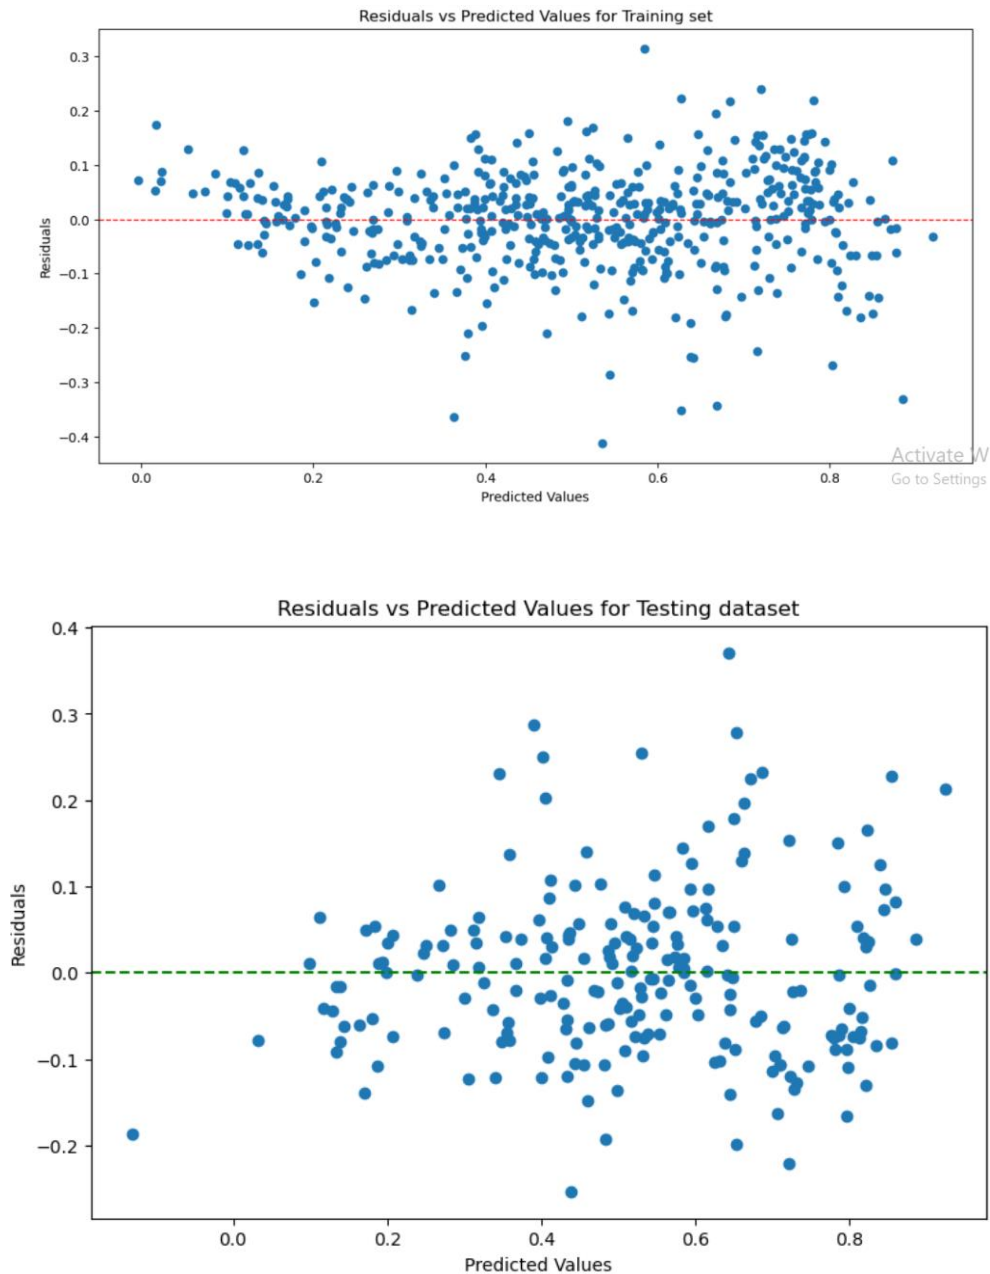 Residuals vs Predicted Values for Training set
0.3
0.2
0.1
0.0
−0.1
−0.2
−0.3
−0.4
Residuals
0.0 0.2 0.4 0.6 0.8
Predicted Values
Activate W
Go to Settings
Residuals vs Predicted Values for Testing dataset
0.4
0.3
0.2
0.1
0.0
−0.1
−0.2
Residuals
0.0 0.2 0.4 0.6 0.8
Predicted Values